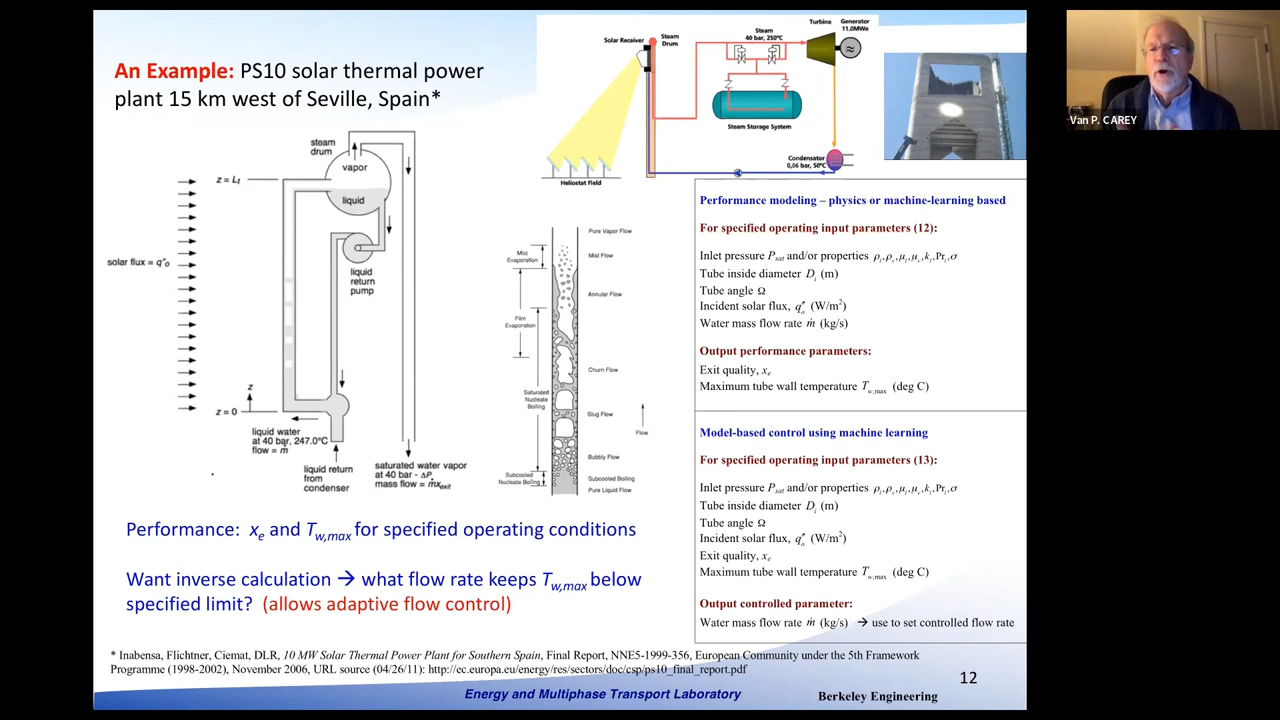 An Example: PS10 solar thermal power
plant 15 km west of Seville, Spain*
Turbine
Generator
11.0MWe
Solar Receiver
Steam
Drum
Steam
40 bar, 250ºC
Steam Storage System
Condensator
0,06 bar, 50ºC
Heliostat Field
Van P. CAREY
steam
drum
vapor
z = Lt
liquid
solar flux = q"o
liquid
return
pump
z
z = 0
liquid water
at 40 bar, 247.0°C
flow = ṁ
liquid return
from
condenser
saturated water vapor
at 40 bar - ΔP
mass flow = ṁxexit
Pure Vapor Flow
Mist
Evaporation
Mist Flow
Annular Flow
Film
Evaporation
Churn Flow
Saturated
Nucleate
Boiling
Slug Flow
Flow
Bubbly Flow
Subcooled
Nucleate Boiling
Subcooled Boiling
Pure Liquid Flow
Performance modeling – physics or machine-learning based
For specified operating input parameters (12):
Inlet pressure Psat and/or properties ρl, ρv, μl, μv, kl, Prl, σ
Tube inside diameter Di (m)
Tube angle Ω
Incident solar flux, q"o (W/m²)
Water mass flow rate ṁ (kg/s)
Output performance parameters:
Exit quality, xe
Maximum tube wall temperature Tw,max (deg C)
Model-based control using machine learning
For specified operating input parameters (13):
Inlet pressure Psat and/or properties ρl, ρv, μl, μv, kl, Prl, σ
Tube inside diameter Di (m)
Tube angle Ω
Incident solar flux, q"o (W/m²)
Exit quality, xe
Maximum tube wall temperature Tw,max (deg C)
Output controlled parameter:
Water mass flow rate ṁ (kg/s) → use to set controlled flow rate
Performance: xe and Tw,max for specified operating conditions
Want inverse calculation → what flow rate keeps Tw,max below
specified limit? (allows adaptive flow control)
* Inabensa, Flichtner, Ciemat, DLR, 10 MW Solar Thermal Power Plant for Southern Spain, Final Report, NNE5-1999-356, European Community under the 5th Framework
Programme (1998-2002), November 2006, URL source (04/26/11): http://ec.europa.eu/energy/res/sectors/doc/csp/ps10_final_report.pdf
12
Energy and Multiphase Transport Laboratory
Berkeley Engineering